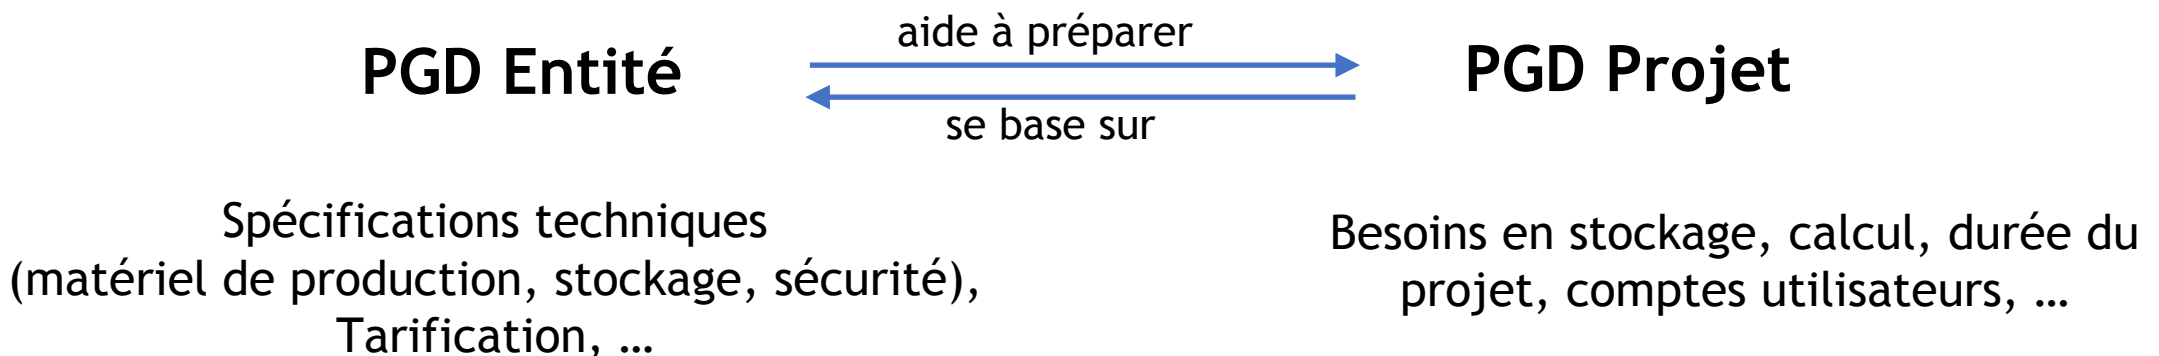 PGD Entité
aide à préparer
se base sur
PGD Projet
Spécifications techniques
(matériel de production, stockage, sécurité),
Tarification, …
Besoins en stockage, calcul, durée du
projet, comptes utilisateurs, …